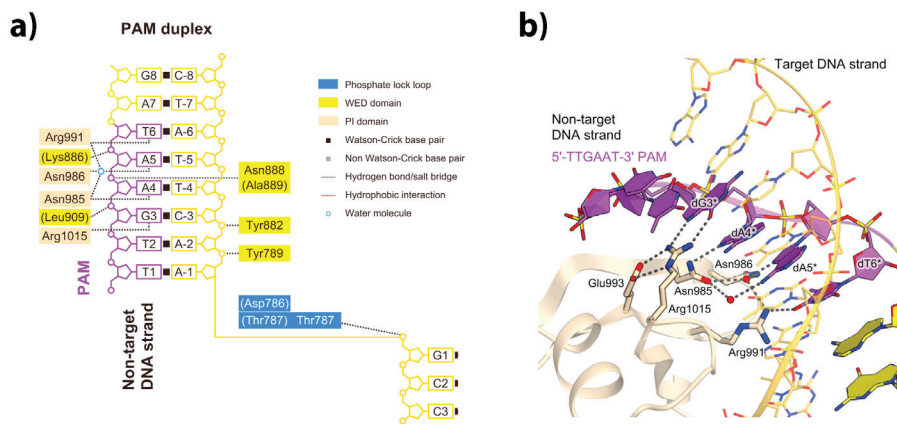 a)
PAM duplex
G8 C-8
A7 T-7
T6 A-6
A5 T-5
A4 T-4
G3 C-3
T2 A-2
T1 A-1
Arg991
(Lys886)
Asn986
Asn985
(Leu909)
Arg1015
PAM
Non-target
DNA strand
Asn888
(Ala889)
Tyr882
Tyr789
(Asp786)
(Thr787) Thr787
G1
C2
C3
Phosphate lock loop
WED domain
PI domain
Watson-Crick base pair
Non Watson-Crick base pair
Hydrogen bond/salt bridge
Hydrophobic interaction
Water molecule
b)
Target DNA strand
Non-target
DNA strand
5'-TTGAAT-3' PAM
dG3*
dA4*
dA5*
dT6*
Asn986
Glu993
Asn985
Arg1015
Arg991